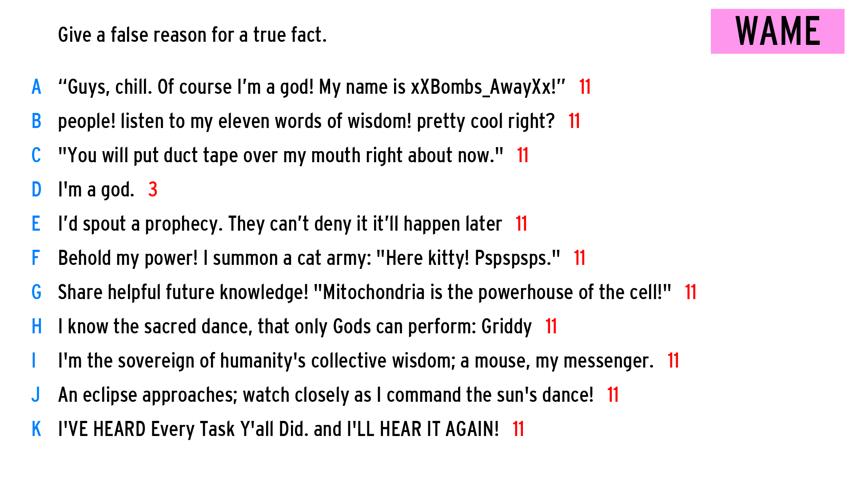 Give a false reason for a true fact.
WAME
A “Guys, chill. Of course I’m a god! My name is xXBombs_AwayXx!” 11
B people! listen to my eleven words of wisdom! pretty cool right? 11
C "You will put duct tape over my mouth right about now." 11
D I'm a god. 3
E I’d spout a prophecy. They can’t deny it it’ll happen later 11
F Behold my power! I summon a cat army: "Here kitty! Pspspsps." 11
G Share helpful future knowledge! "Mitochondria is the powerhouse of the cell!" 11
H I know the sacred dance, that only Gods can perform: Griddy 11
I I'm the sovereign of humanity's collective wisdom; a mouse, my messenger. 11
J An eclipse approaches; watch closely as I command the sun's dance! 11
K I'VE HEARD Every Task Y'all Did. and I'LL HEAR IT AGAIN! 11